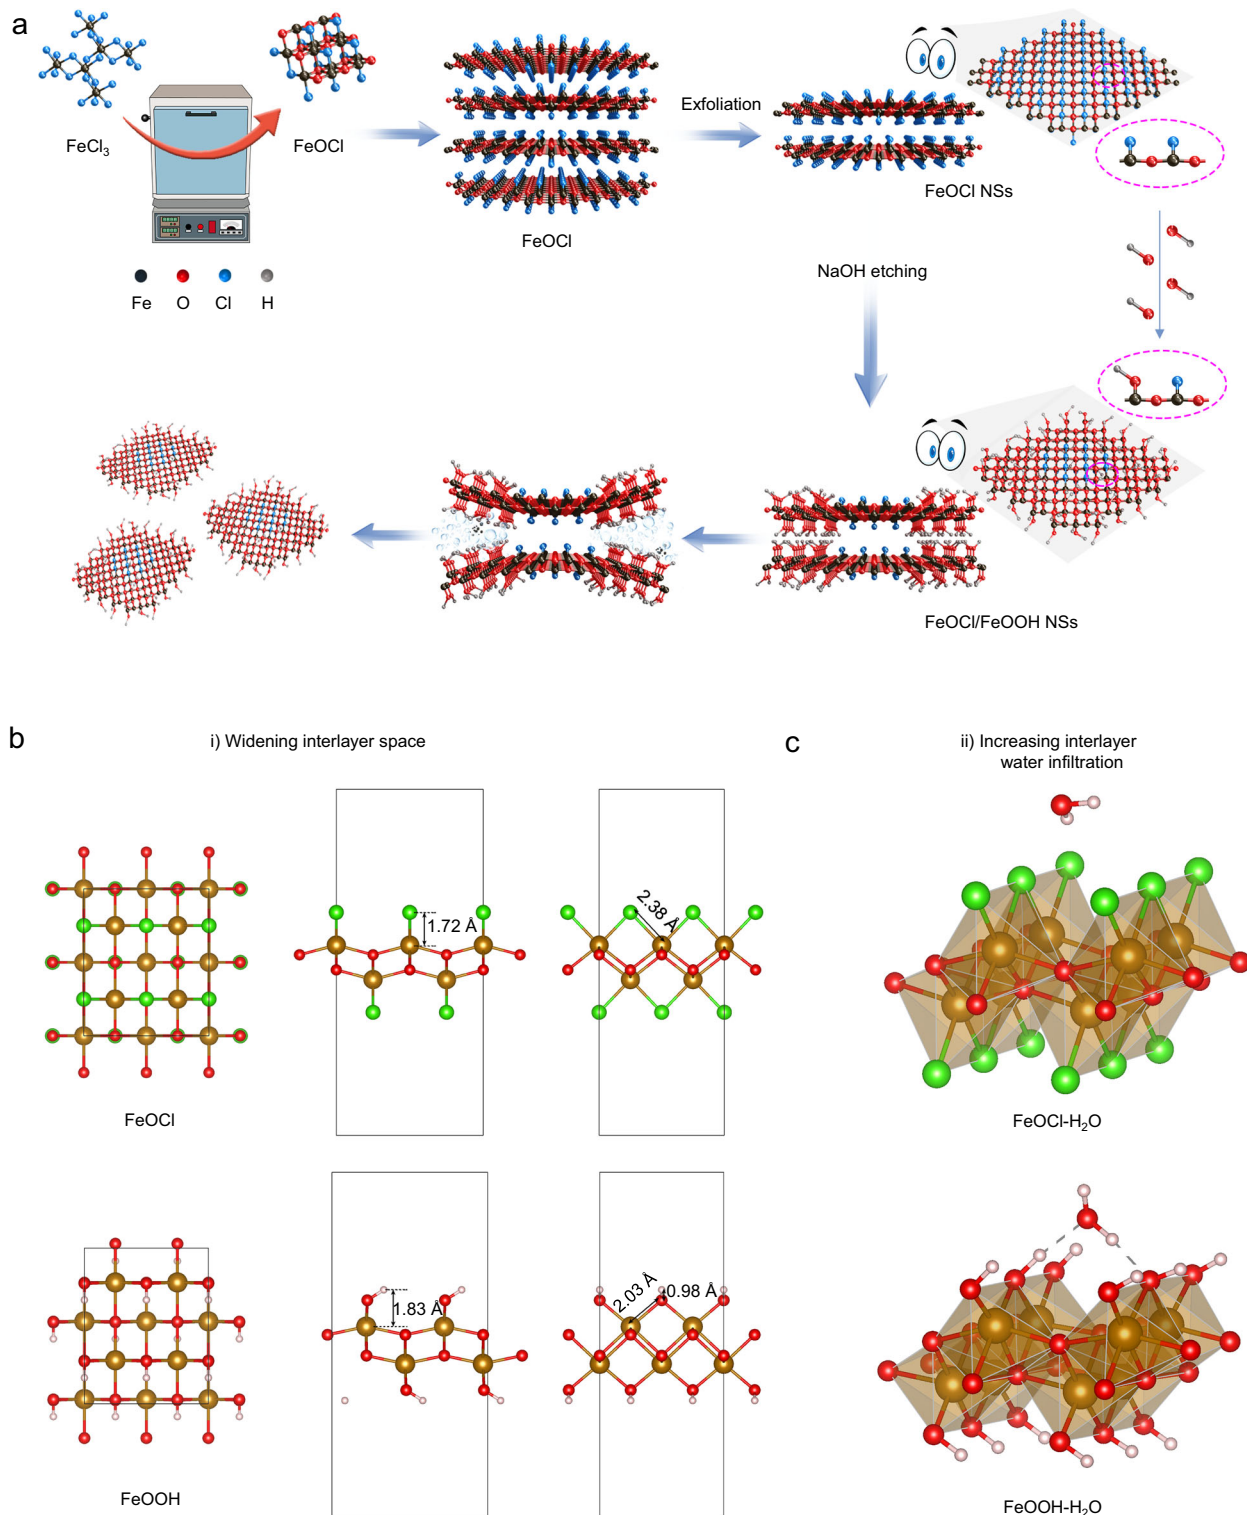 a
FeCl₃
FeOCl
FeOCl
Exfoliation
FeOCl NSs
Fe
O
Cl
H
NaOH etching
FeOCl/FeOOH NSs
b
i) Widening interlayer space
1.72 Å
2.38 Å
FeOCl
1.83 Å
2.03 Å
0.98 Å
FeOOH
c
ii) Increasing interlayer
water infiltration
FeOCl-H₂O
FeOOH-H₂O